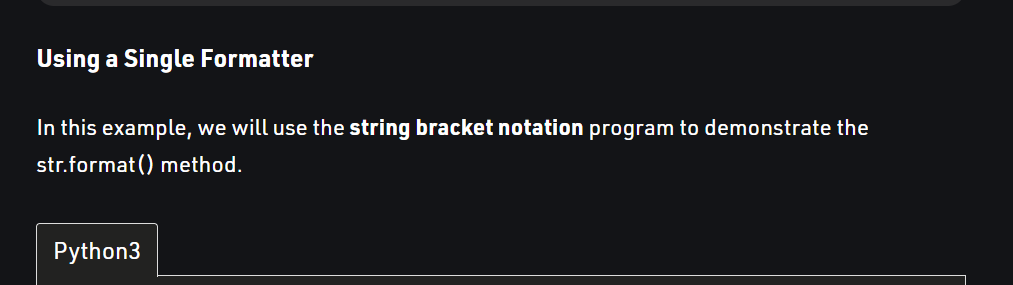 Using a Single Formatter
In this example, we will use the string bracket notation program to demonstrate the
str.format() method.
Python3